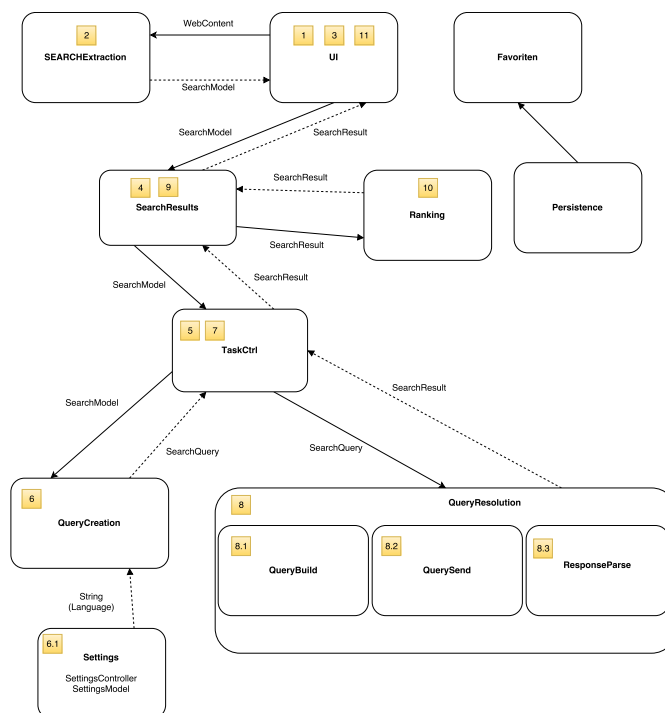 WebContent
2
SEARCHExtraction
1
3
11
UI
Favoriten
SearchModel
SearchModel
SearchResult
4
9
SearchResults
SearchResult
10
Ranking
Persistence
SearchResult
SearchModel
SearchResult
5
7
TaskCtrl
SearchModel
SearchResult
SearchQuery
SearchQuery
6
QueryCreation
8
QueryResolution
8.1
QueryBuild
8.2
QuerySend
8.3
ResponseParse
String
(Language)
6.1
Settings
SettingsController
SettingsModel